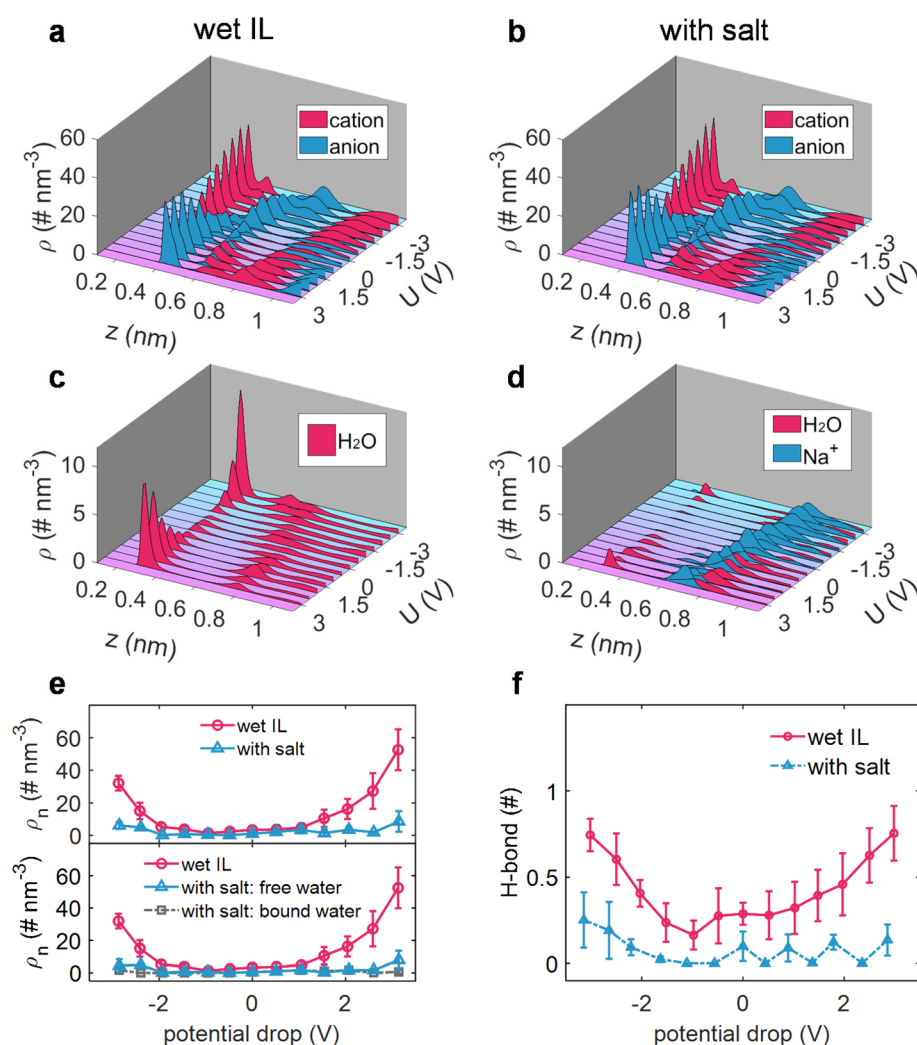 a wet IL
b with salt
ρ (# nm⁻³)
60
40
20
0
cation
anion
0.2 0.4 0.6 0.8 1
z (nm)
3 1.5 0 -1.5 -3
U (V)
ρ (# nm⁻³)
60
40
20
0
cation
anion
0.2 0.4 0.6 0.8 1
z (nm)
3 1.5 0 -1.5 -3
U (V)
c
ρ (# nm⁻³)
10
5
0
H₂O
0.2 0.4 0.6 0.8 1
z (nm)
3 1.5 0 -1.5 -3
U (V)
d
ρ (# nm⁻³)
10
5
0
H₂O
Na⁺
0.2 0.4 0.6 0.8 1
z (nm)
3 1.5 0 -1.5 -3
U (V)
e
ρₙ (# nm⁻³)
60
40
20
0
wet IL
with salt
ρₙ (# nm⁻³)
60
40
20
0
wet IL
with salt: free water
with salt: bound water
-2 0 2
potential drop (V)
f
H-bond (#)
1
0.5
0
wet IL
with salt
-2 0 2
potential drop (V)